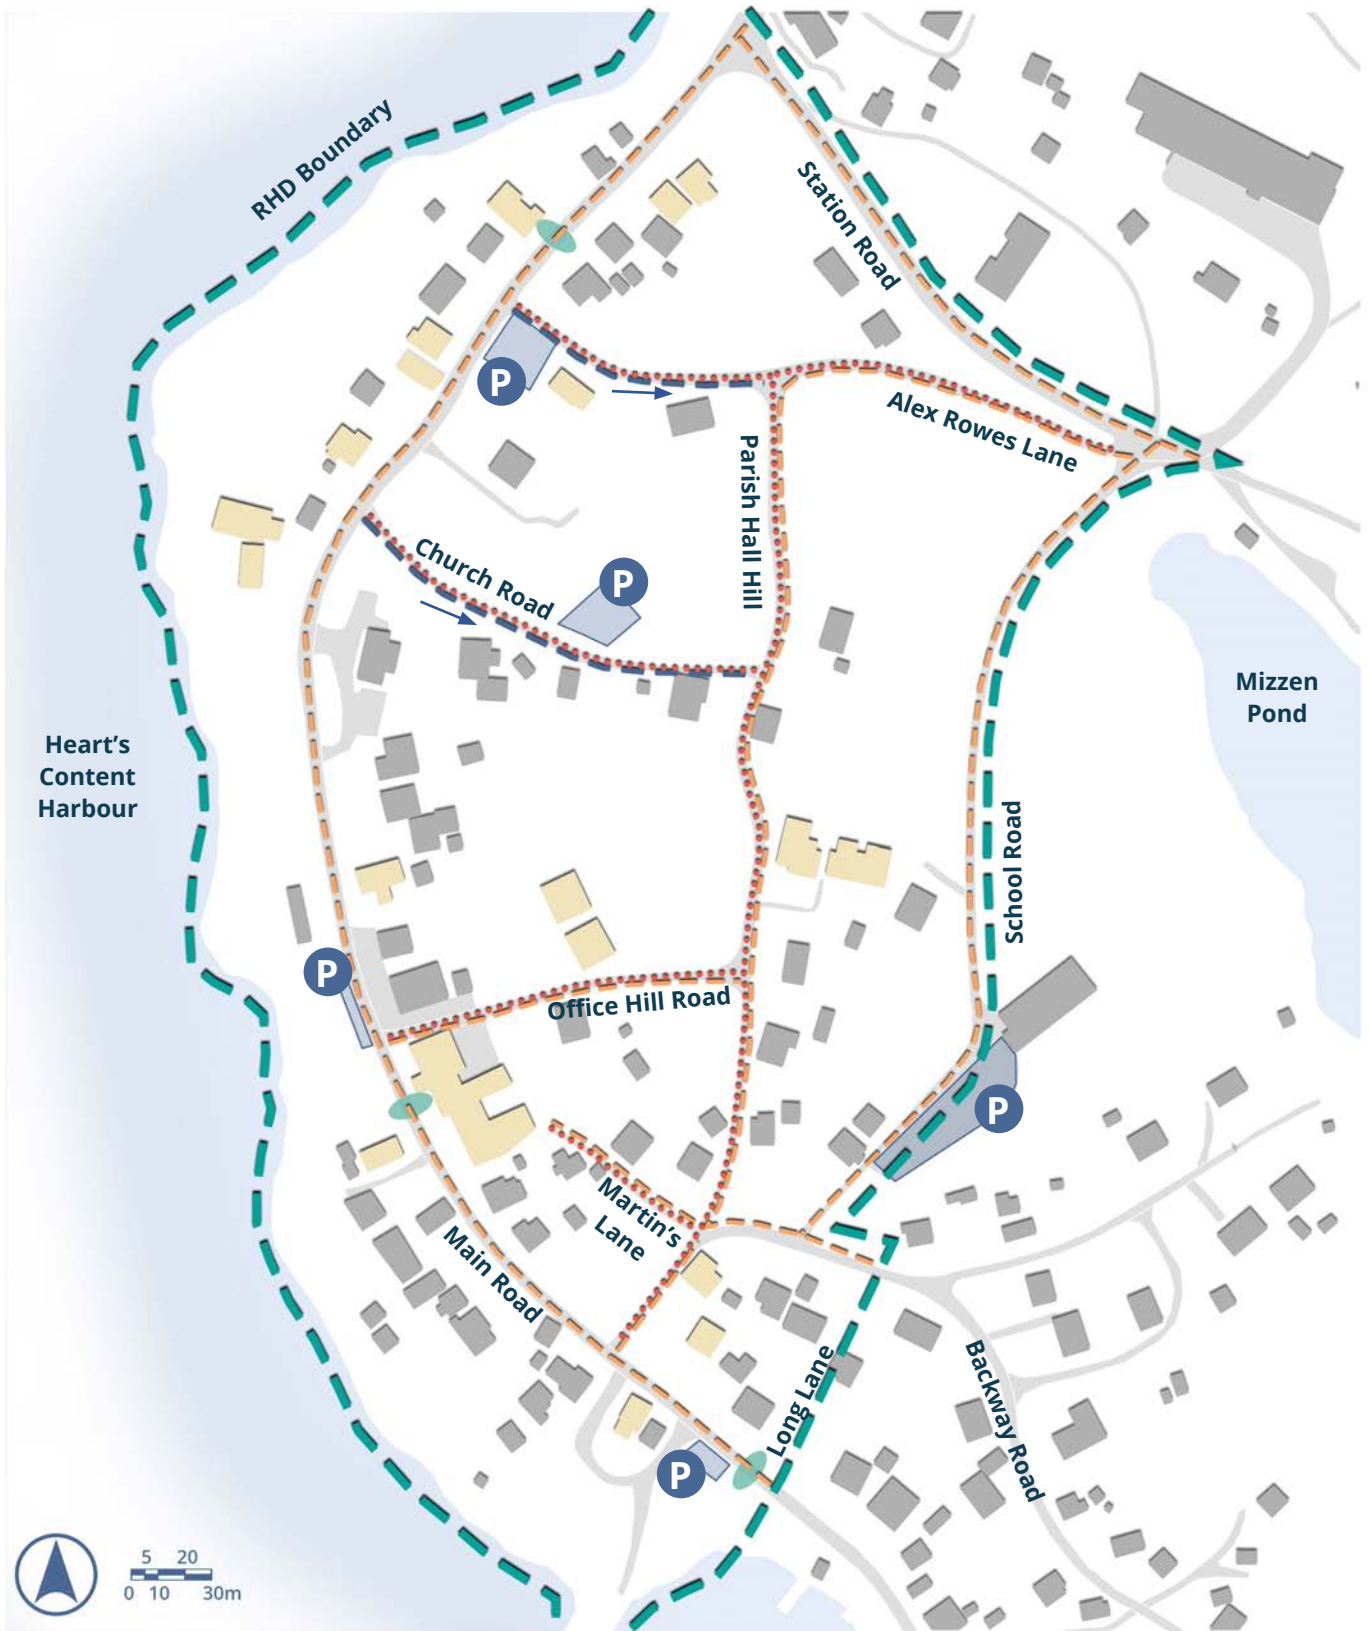 RHD Boundary
Station Road
P
Alex Rowes Lane
Parish Hall Hill
Church Road
P
Mizzen
Pond
Heart's
Content
Harbour
School Road
P
Office Hill Road
P
Martin's
Lane
Main Road
Long Lane
Backway Road
P
5 20
0 10 30m